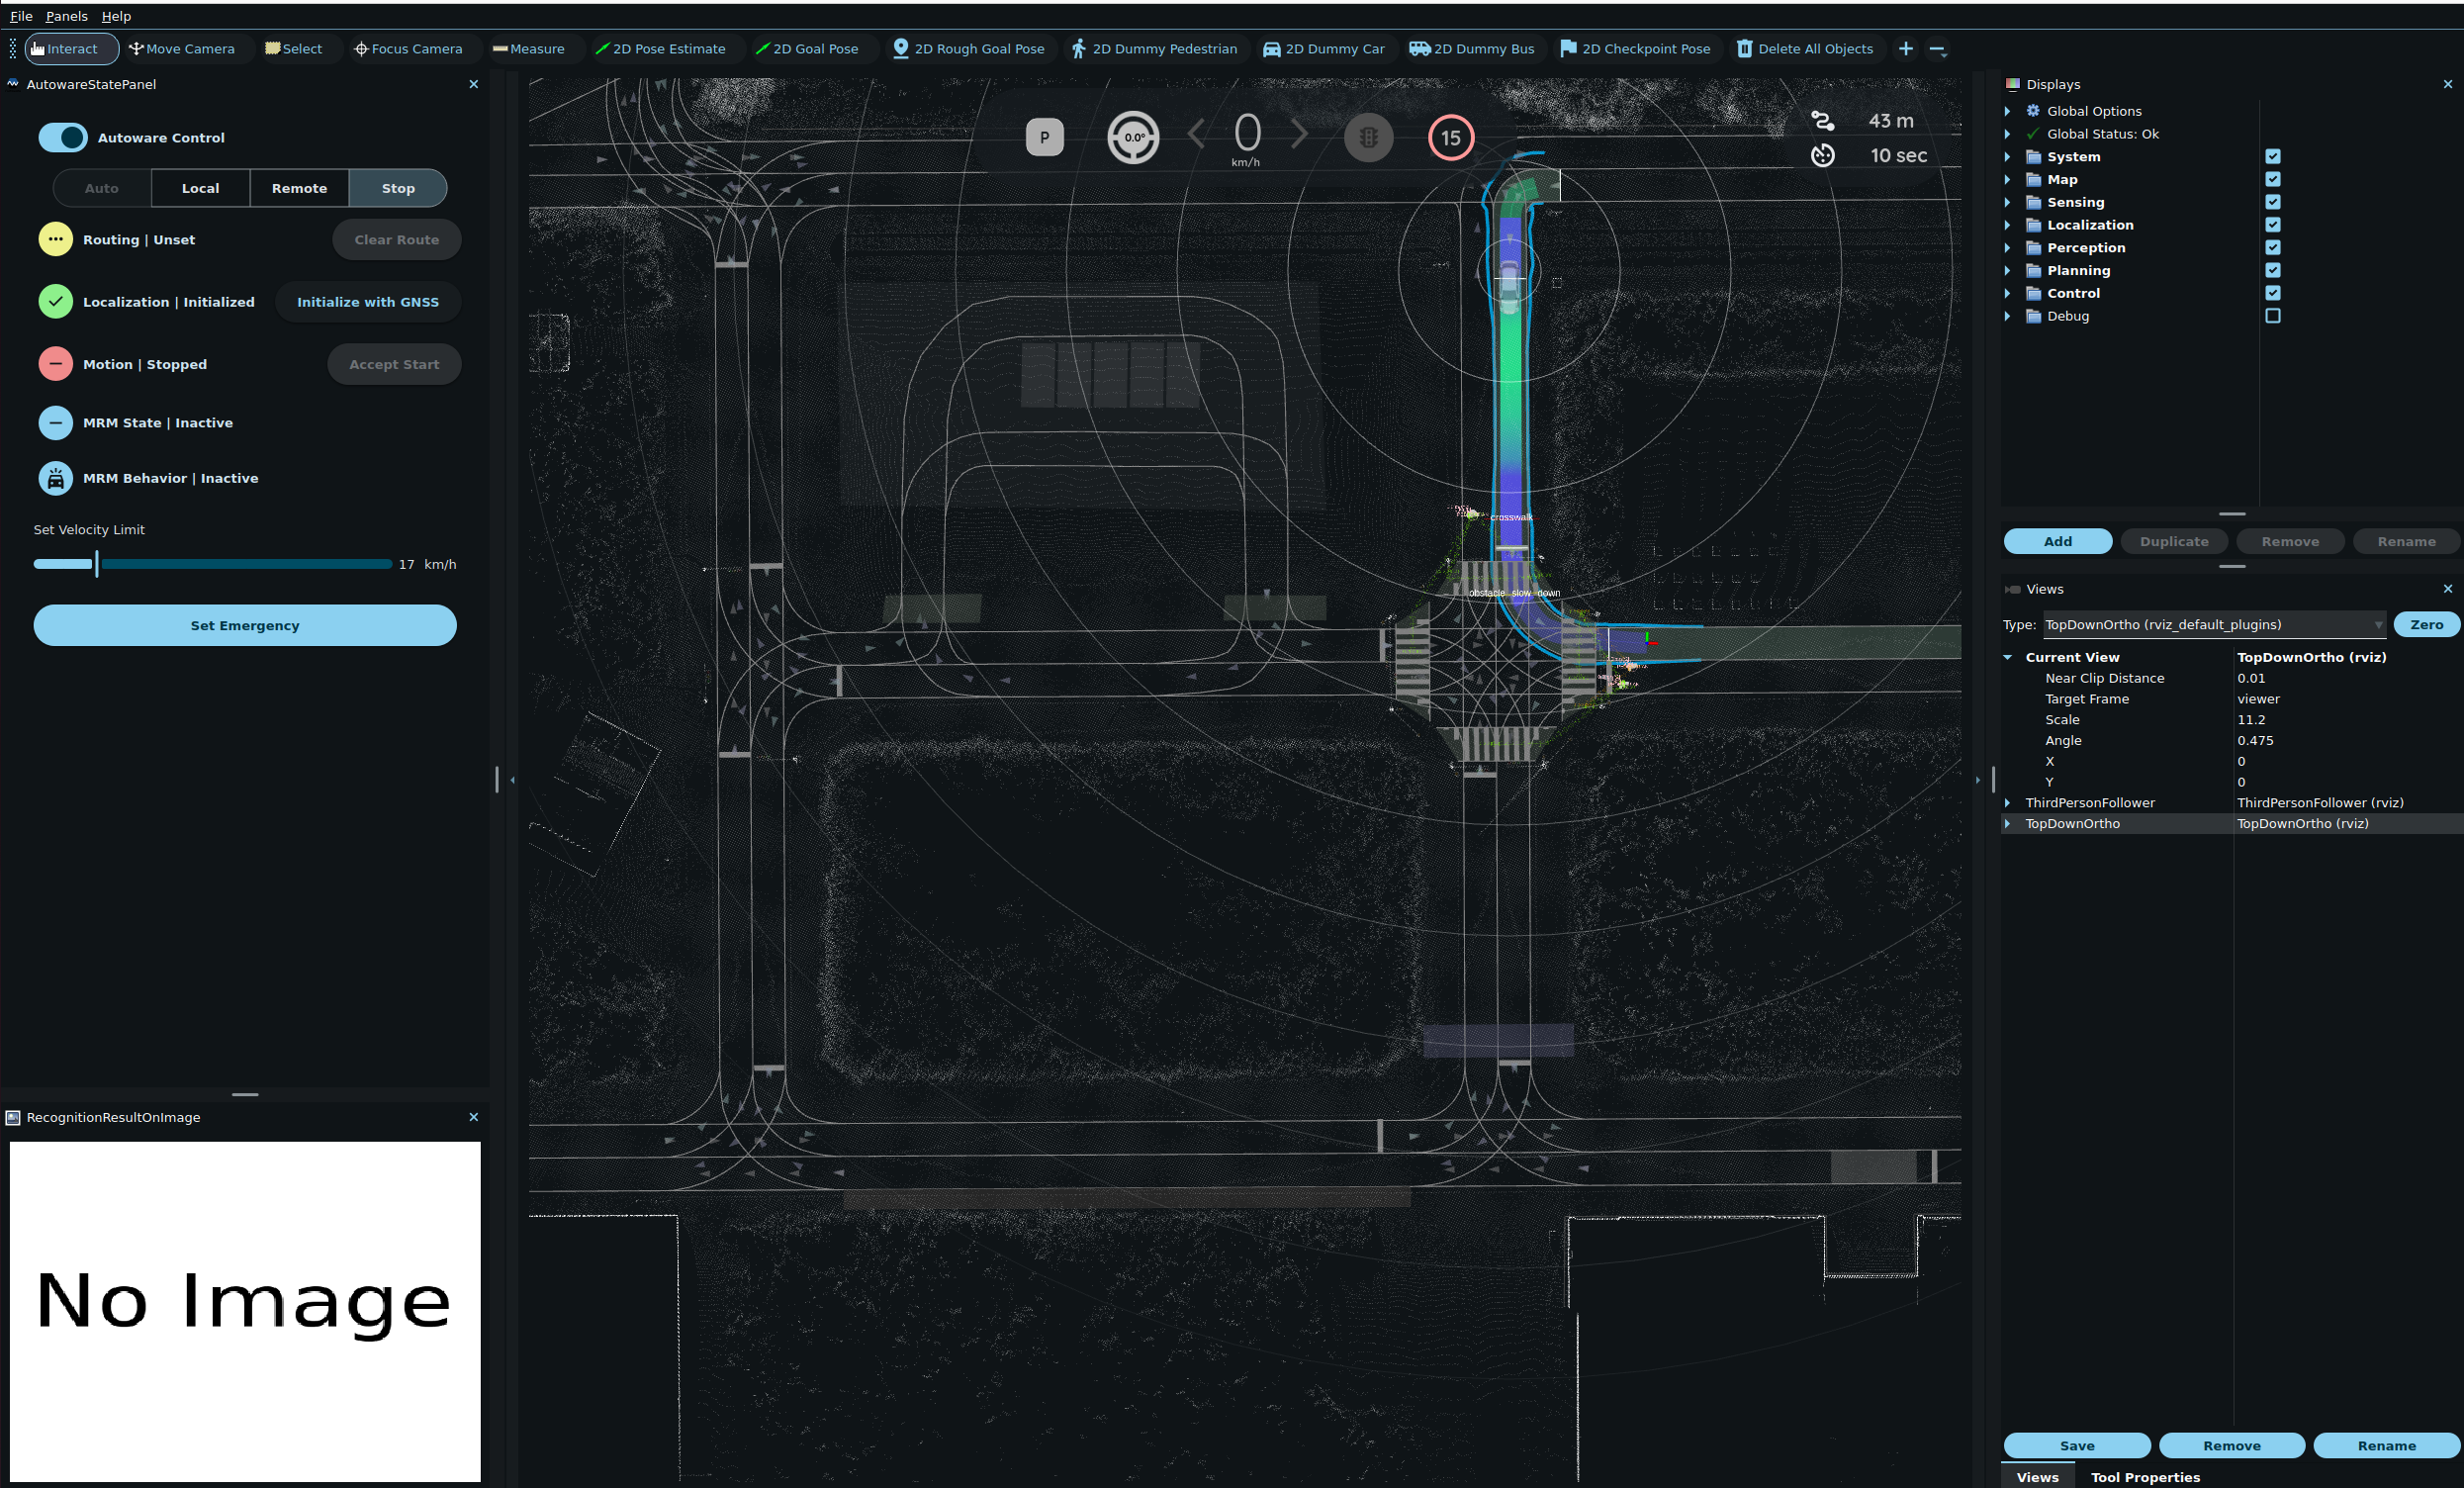 File Panels Help
Interact Move Camera Select Focus Camera Measure 2D Pose Estimate 2D Goal Pose 2D Rough Goal Pose 2D Dummy Pedestrian 2D Dummy Car 2D Dummy Bus 2D Checkpoint Pose Delete All Objects
AutowareStatePanel
Autoware Control
Auto Local Remote Stop
Routing | Unset Clear Route
Localization | Initialized Initialize with GNSS
Motion | Stopped Accept Start
MRM State | Inactive
MRM Behavior | Inactive
Set Velocity Limit
17 km/h
Set Emergency
RecognitionResultOnImage
No Image
P 0.0° 0 15
km/h
43 m
10 sec
crosswalk
obstacle_slow_down
Displays
Global Options
Global Status: Ok
System
Map
Sensing
Localization
Perception
Planning
Control
Debug
Add Duplicate Remove Rename
Views
Type: TopDownOrtho (rviz_default_plugins) Zero
Current View TopDownOrtho (rviz)
Near Clip Distance 0.01
Target Frame viewer
Scale 11.2
Angle 0.475
X 0
Y 0
ThirdPersonFollower ThirdPersonFollower (rviz)
TopDownOrtho TopDownOrtho (rviz)
Save Remove Rename
Views Tool Properties